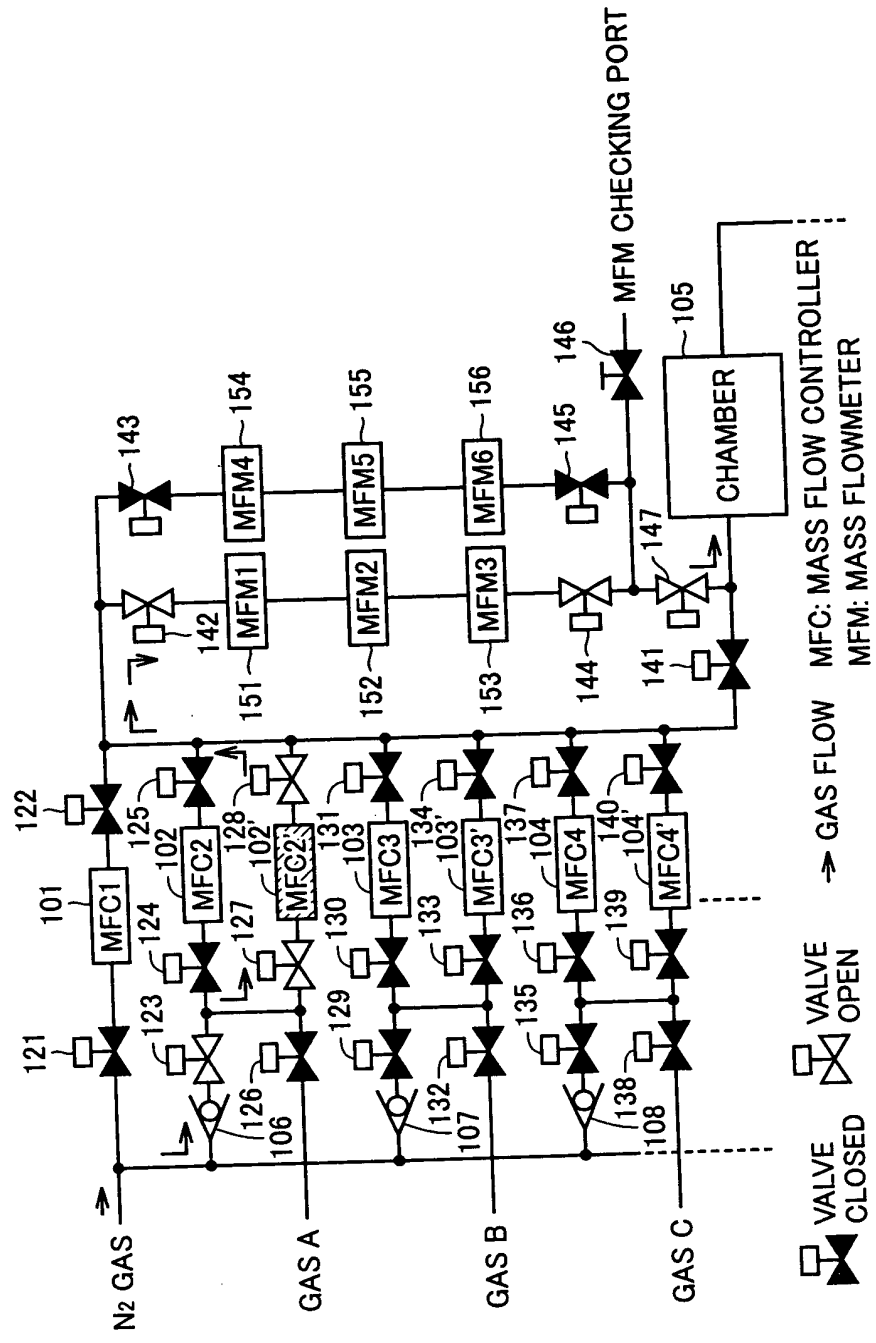 N2 GAS
GAS A
GAS B
GAS C
121
101
MFC1
122
106
123
124
102
MFC2
125
126
127
102'
MFC2'
128
107
129
130
103
MFC3
131
132
133
103'
MFC3'
134
108
135
136
104
MFC4
137
138
139
104'
MFC4'
140
142
143
151
MFM1
MFM4
154
152
MFM2
MFM5
155
153
MFM3
MFM6
156
144
145
146
MFM CHECKING PORT
141
147
CHAMBER
105
VALVE
CLOSED
VALVE
OPEN
GAS FLOW
MFC: MASS FLOW CONTROLLER
MFM: MASS FLOWMETER